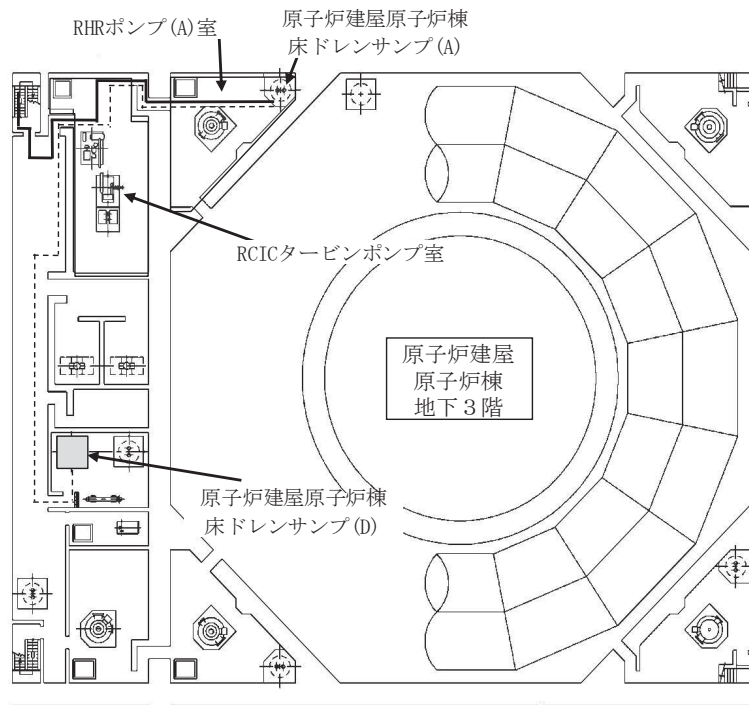 RHRポンプ(A)室
原子炉建屋原子炉棟
床ドレンサンプ(A)
RCICタービンポンプ室
原子炉建屋
原子炉棟
地下３階
原子炉建屋原子炉棟
床ドレンサンプ(D)